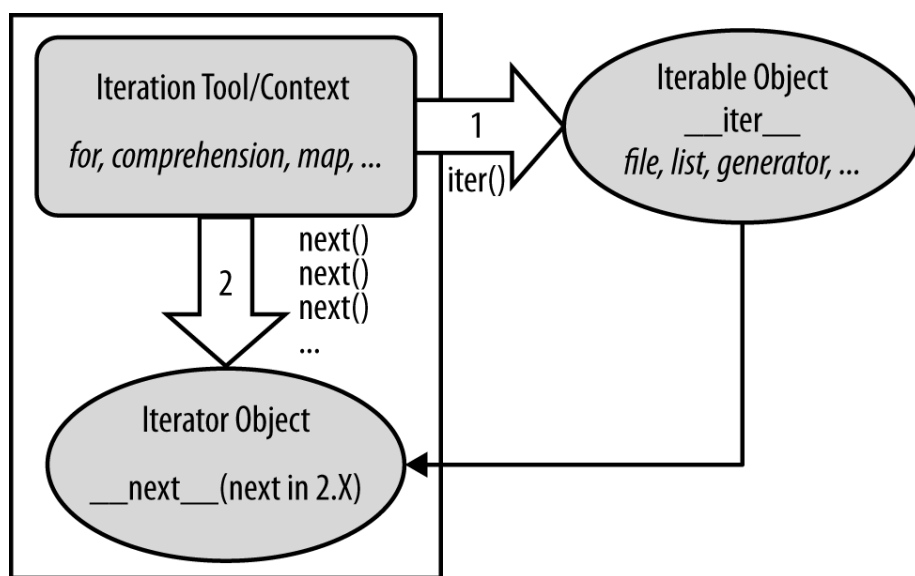 Iteration Tool/Context
for, comprehension, map, ...
1
iter()
Iterable Object
__iter__
file, list, generator, ...
2
next()
next()
next()
...
Iterator Object
__next__(next in 2.X)